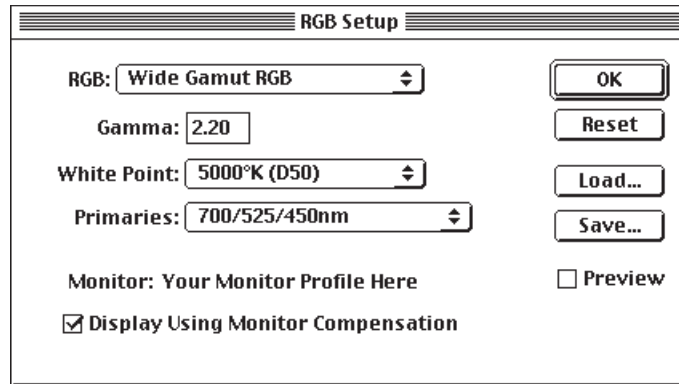 RGB Setup
RGB: Wide Gamut RGB
OK
Gamma: 2.20
Reset
White Point: 5000°K (D50)
Load...
Primaries: 700/525/450nm
Save...
Monitor: Your Monitor Profile Here
Preview
Display Using Monitor Compensation